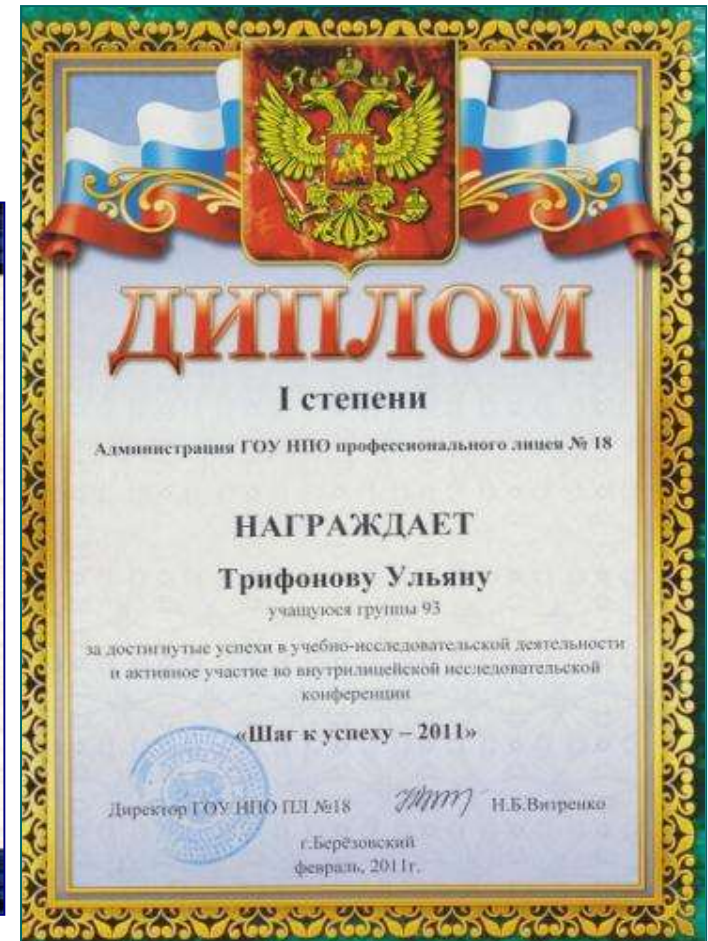 ДИПЛОМ
I степени
Администрация ГОУ НПО профессионального лицея № 18
НАГРАЖДАЕТ
Трифонову Ульяну
учащуюся группы 93
за достигнутые успехи в учебно-исследовательской деятельности
и активное участие во внутрилицейской исследовательской
конференции
«Шаг к успеху – 2011»
Директор ГОУ НПО ПЛ №18 Н.Б.Витренко
г.Берёзовский
февраль, 2011г.